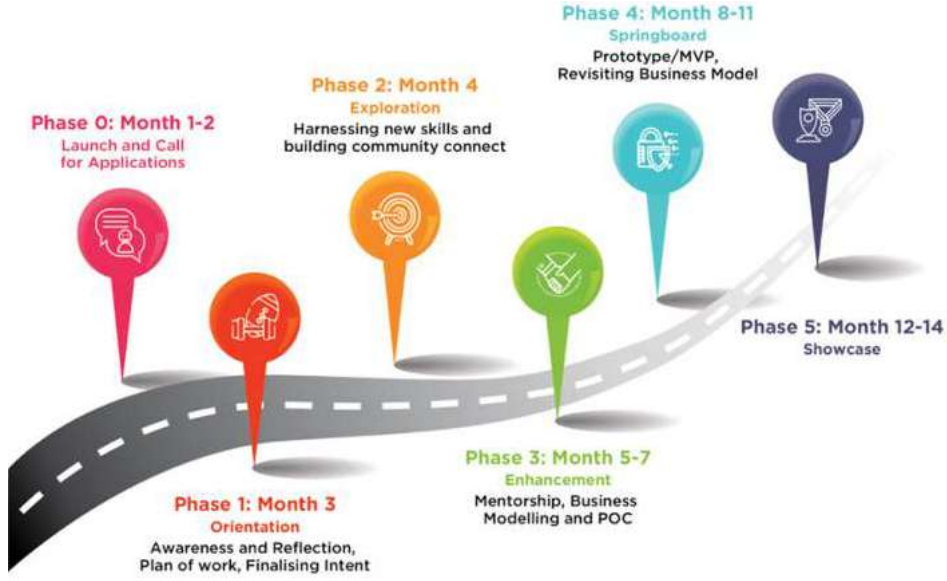 Phase 0: Month 1-2
Launch and Call
for Applications
Phase 1: Month 3
Orientation
Awareness and Reflection,
Plan of work, Finalising Intent
Phase 2: Month 4
Exploration
Harnessing new skills and
building community connect
Phase 3: Month 5-7
Enhancement
Mentorship, Business
Modelling and POC
Phase 4: Month 8-11
Springboard
Prototype/MVP,
Revisiting Business Model
Phase 5: Month 12-14
Showcase